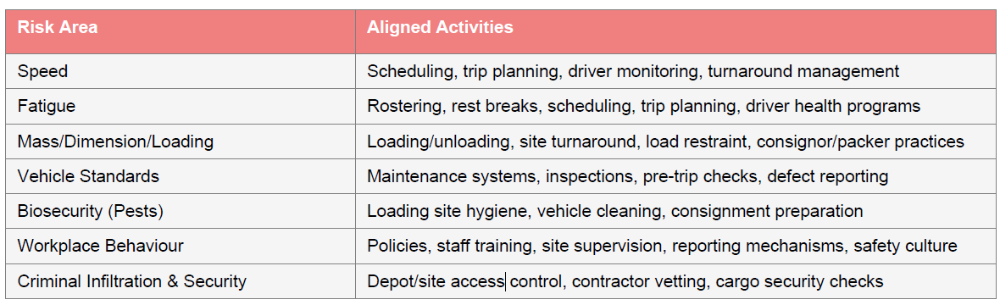 Risk Area Aligned Activities
Speed Scheduling, trip planning, driver monitoring, turnaround management
Fatigue Rostering, rest breaks, scheduling, trip planning, driver health programs
Mass/Dimension/Loading Loading/unloading, site turnaround, load restraint, consignor/packer practices
Vehicle Standards Maintenance systems, inspections, pre-trip checks, defect reporting
Biosecurity (Pests) Loading site hygiene, vehicle cleaning, consignment preparation
Workplace Behaviour Policies, staff training, site supervision, reporting mechanisms, safety culture
Criminal Infiltration & Security Depot/site access control, contractor vetting, cargo security checks